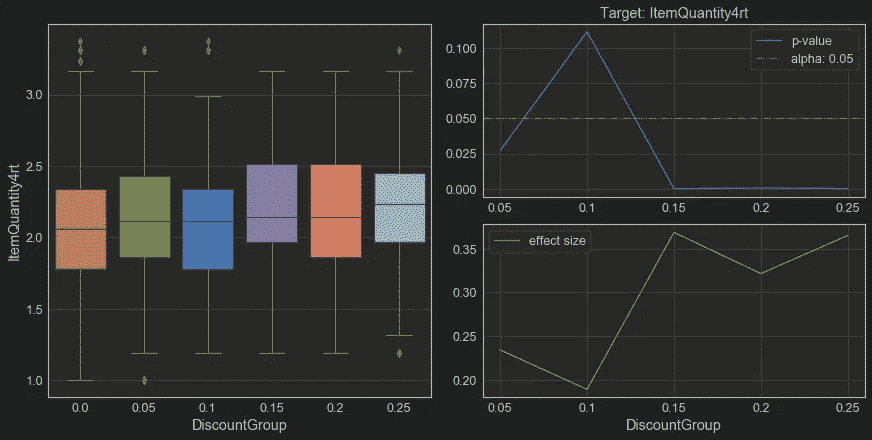 ItemQuantity4rt
3.0
2.5
2.0
1.5
1.0
0.0 0.05 0.1 0.15 0.2 0.25
DiscountGroup
Target: ItemQuantity4rt
p-value
alpha: 0.05
0.100
0.075
0.050
0.025
0.000
0.05 0.1 0.15 0.2 0.25
effect size
0.35
0.30
0.25
0.20
0.05 0.1 0.15 0.2 0.25
DiscountGroup